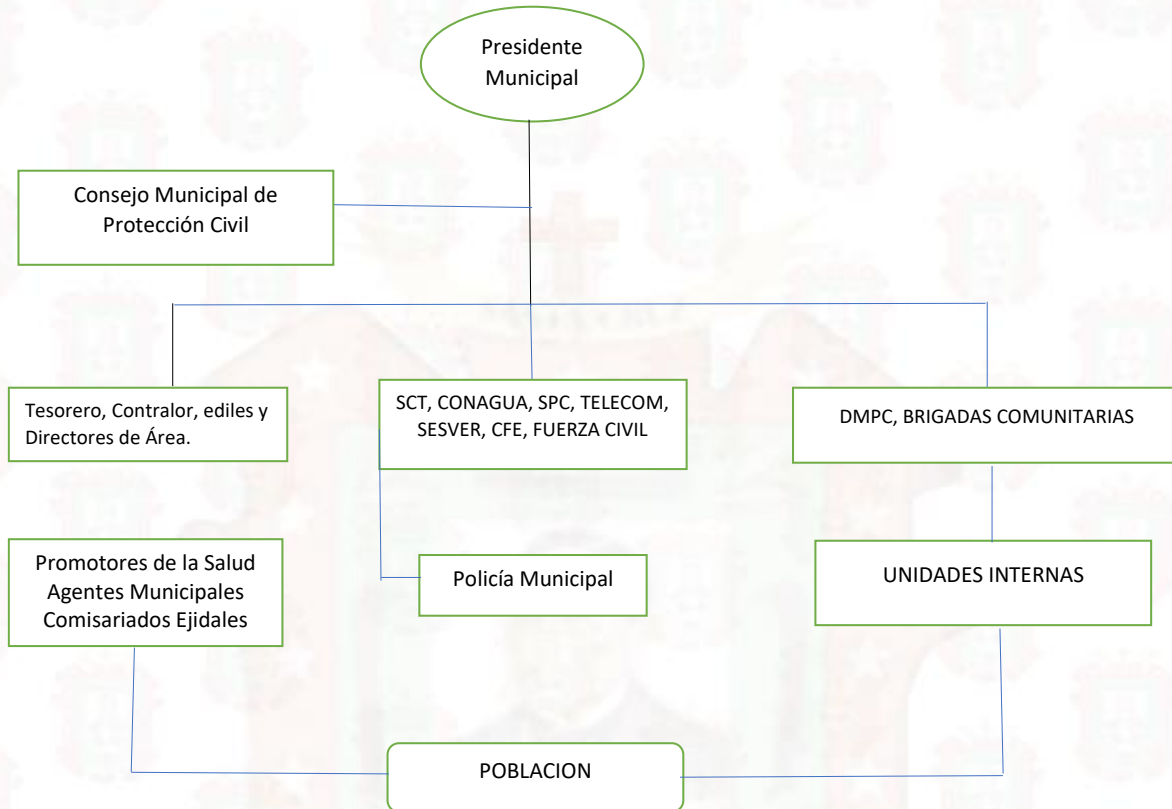 Presidente
Municipal
Consejo Municipal de
Protección Civil
Tesorero, Contralor, ediles y
Directores de Área.
SCT, CONAGUA, SPC, TELECOM,
SESVER, CFE, FUERZA CIVIL
DMPC, BRIGADAS COMUNITARIAS
Promotores de la Salud
Agentes Municipales
Comisariados Ejidales
Policía Municipal
UNIDADES INTERNAS
POBLACION